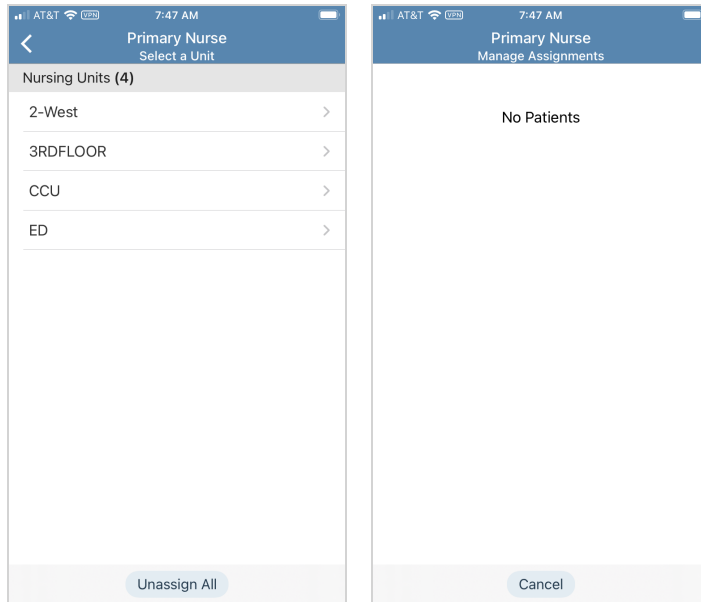 AT&T VPN 7:47 AM
Primary Nurse
Select a Unit
Nursing Units (4)
2-West
3RDFLOOR
CCU
ED
Unassign All
AT&T VPN 7:47 AM
Primary Nurse
Manage Assignments
No Patients
Cancel